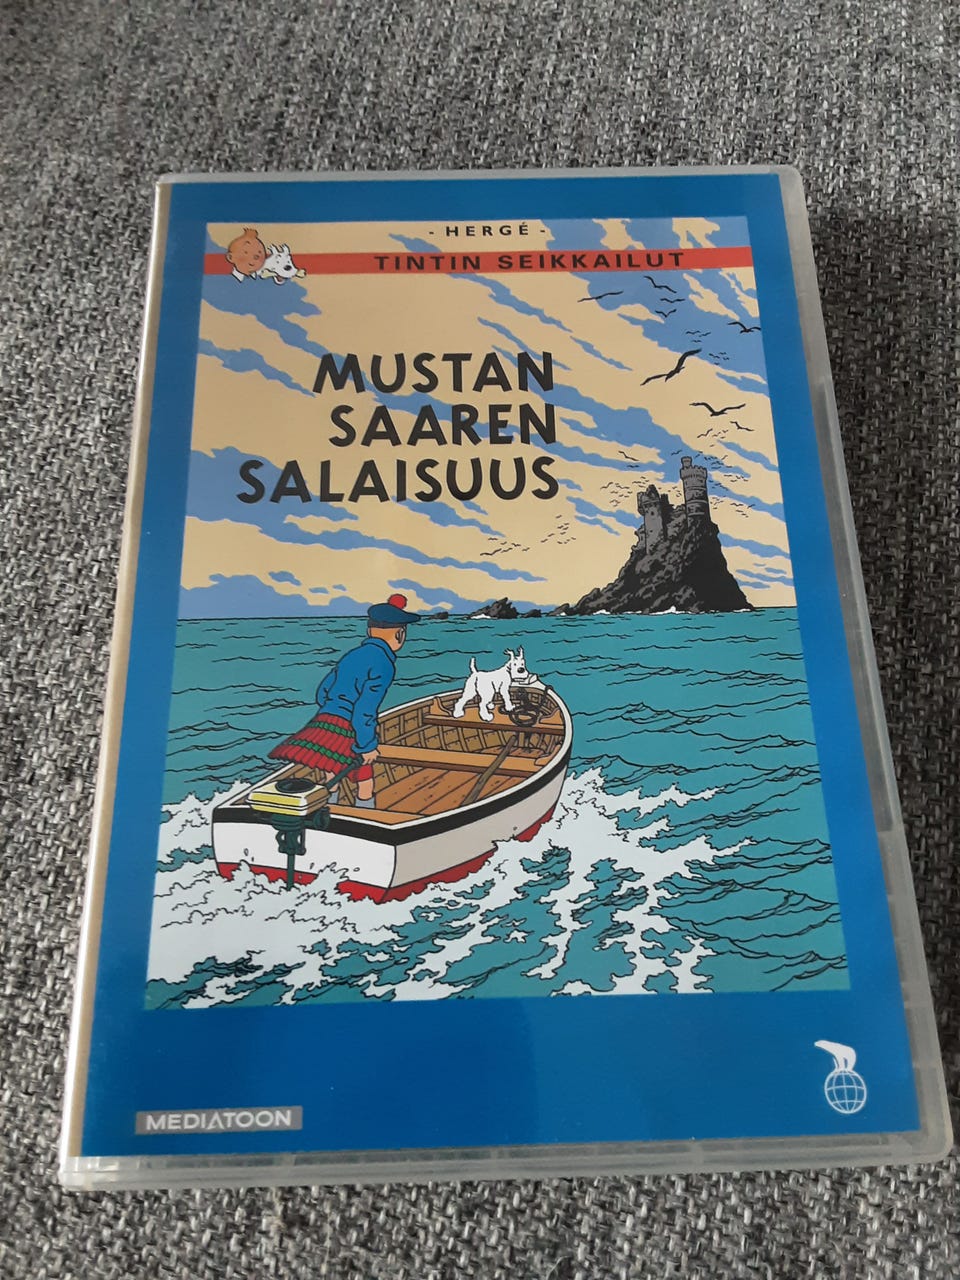 - HERGÉ -
TINTIN SEIKKAILUT
MUSTAN
SAAREN
SALAISUUS
MEDIATOON